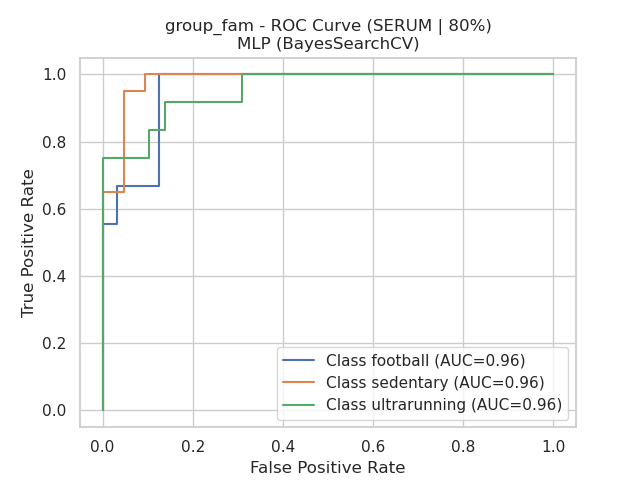 group_fam - ROC Curve (SERUM | 80%)
MLP (BayesSearchCV)
True Positive Rate
1.0
0.8
0.6
0.4
0.2
0.0
Class football (AUC=0.96)
Class sedentary (AUC=0.96)
Class ultrarunning (AUC=0.96)
0.0 0.2 0.4 0.6 0.8 1.0
False Positive Rate